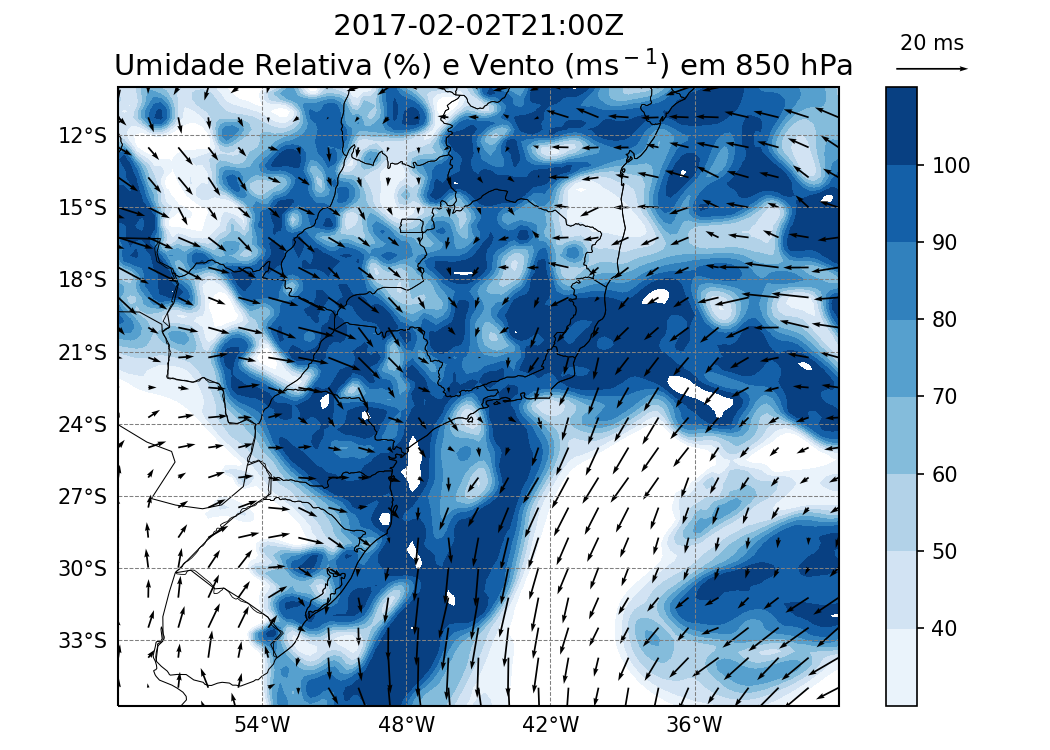 2017-02-02T21:00Z
Umidade Relativa (%) e Vento (ms⁻¹) em 850 hPa
20 ms
12°S
15°S
18°S
21°S
24°S
27°S
30°S
33°S
54°W
48°W
42°W
36°W
100
90
80
70
60
50
40